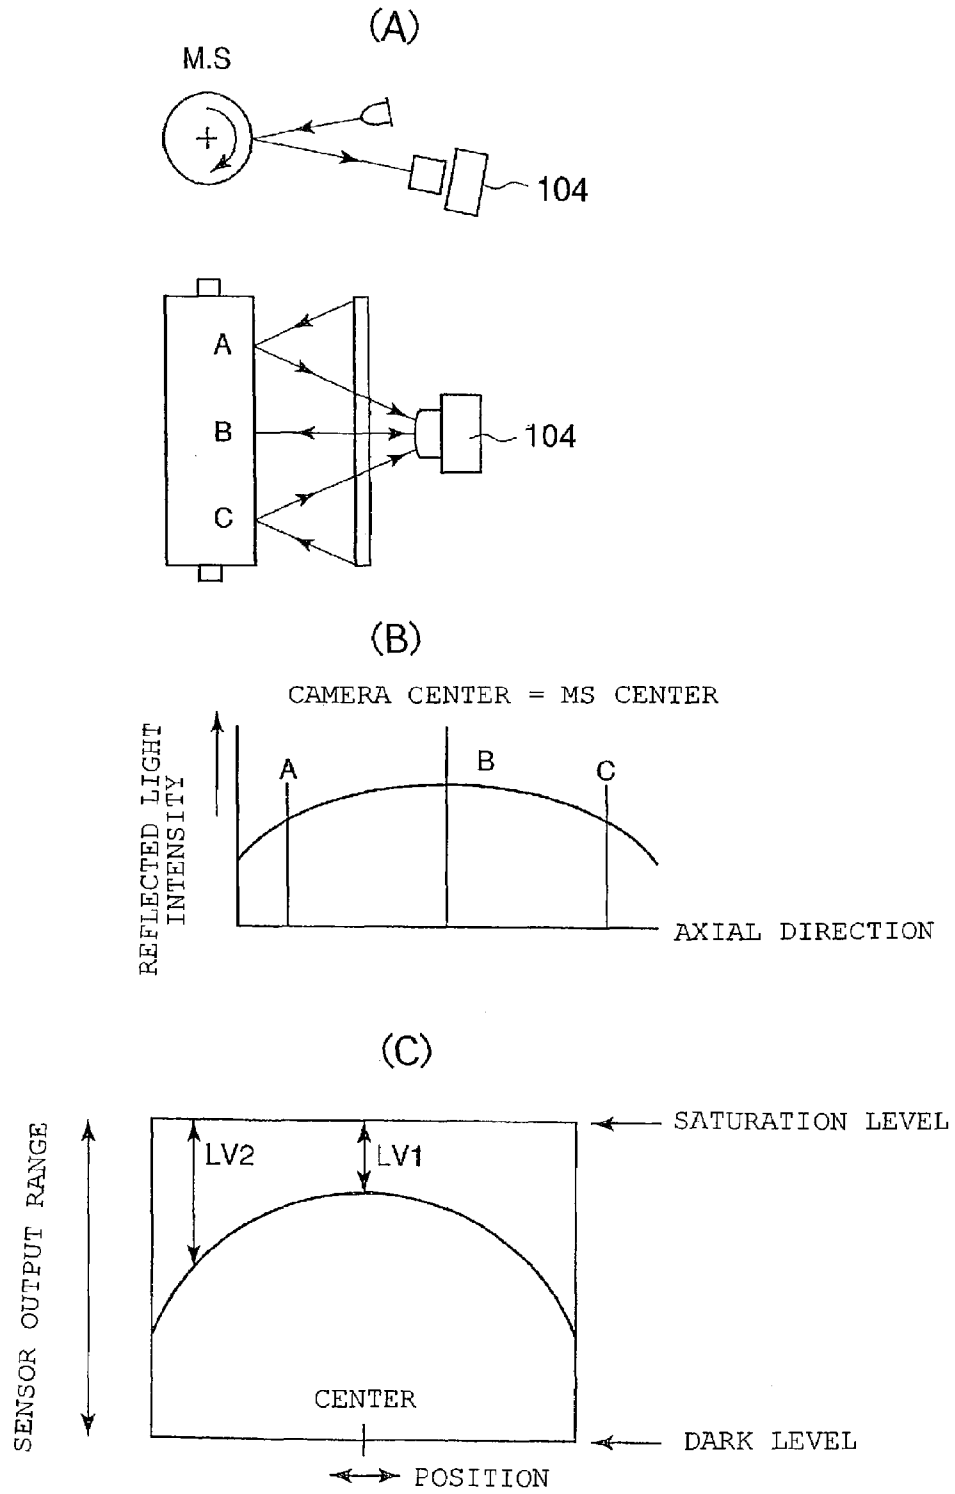 (A)
M.S
104
A
B
C
104
(B)
CAMERA CENTER = MS CENTER
REFLECTED LIGHT
INTENSITY
A
B
C
AXIAL DIRECTION
(C)
SENSOR OUTPUT RANGE
SATURATION LEVEL
LV2
LV1
CENTER
DARK LEVEL
POSITION